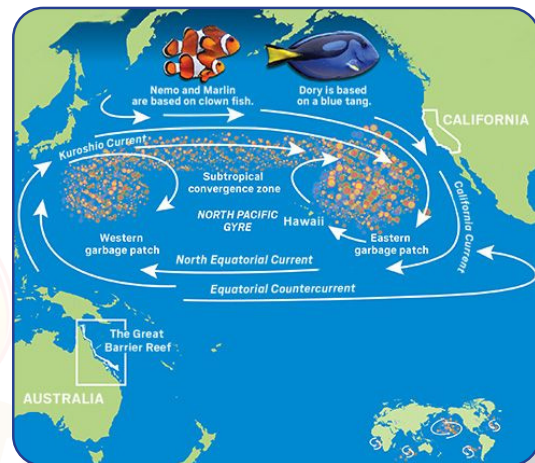 Nemo and Marlin
are based on clown fish.
Dory is based
on a blue tang.
CALIFORNIA
Kuroshio Current
Subtropical
convergence zone
NORTH PACIFIC
GYRE
Hawaii
Western
garbage patch
Eastern
garbage patch
California Current
North Equatorial Current
Equatorial Countercurrent
The Great
Barrier Reef
AUSTRALIA